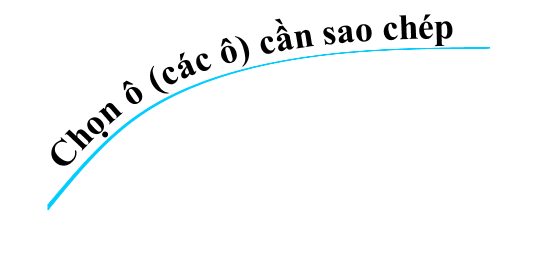 Chọn ô (các ô) cần sao chép